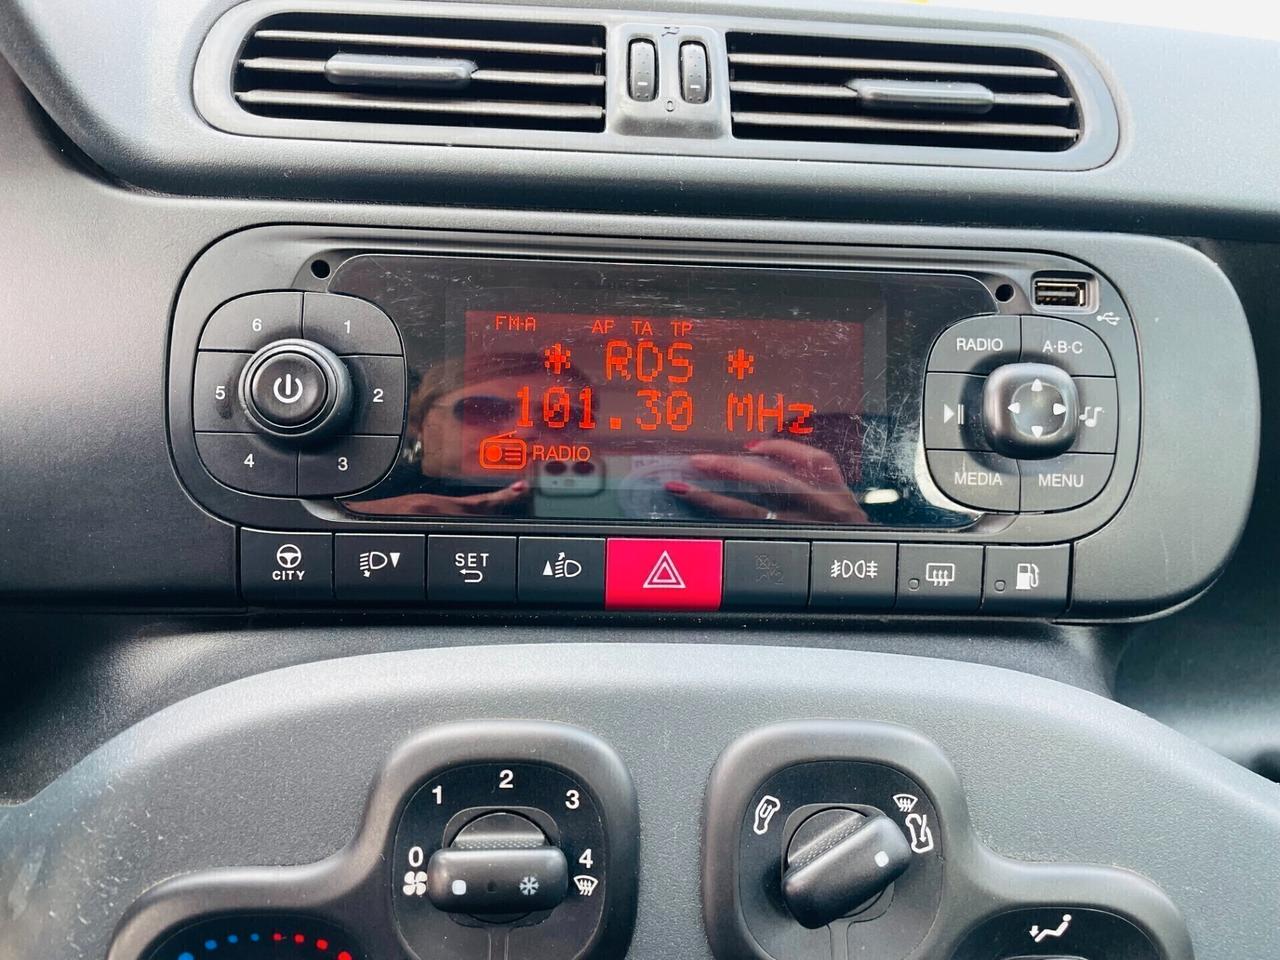 0
FM-A AF TA TP
* RDS *
101.30 MHz
RADIO
6 1
5 2
4 3
RADIO A·B·C
MEDIA MENU
CITY
SET
1 2 3
0 4